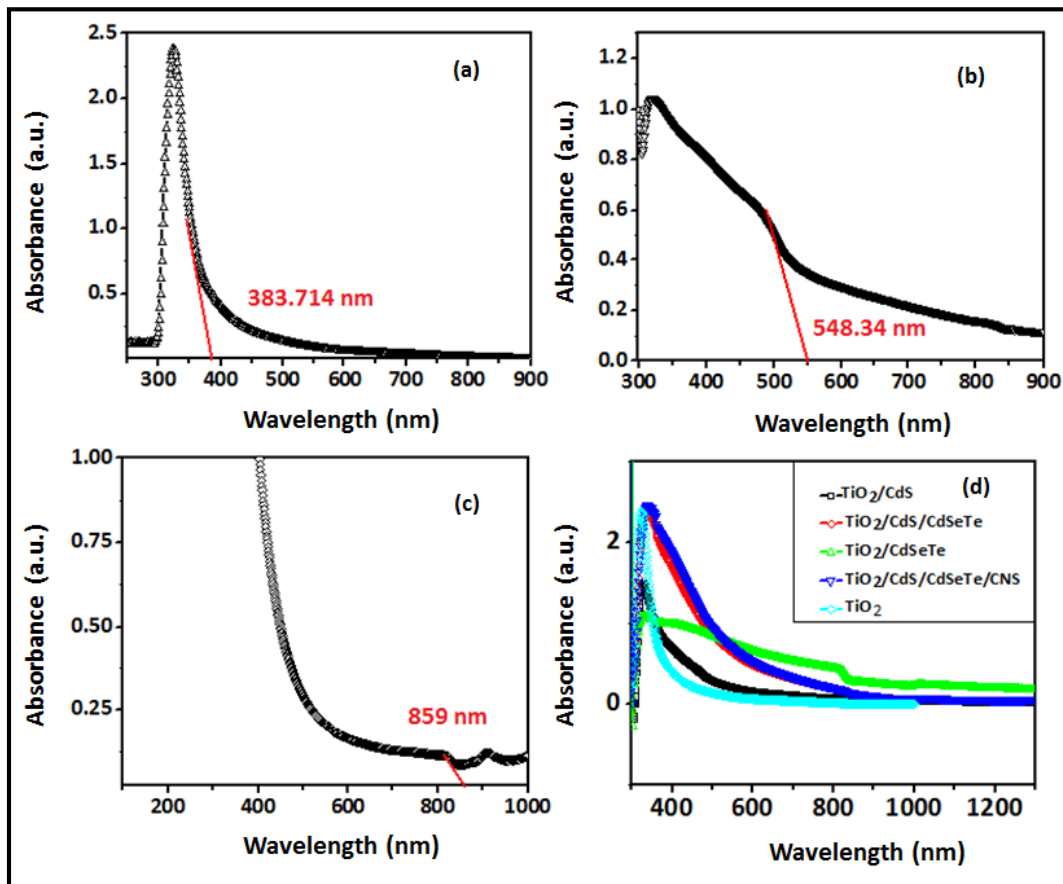 (a)
Absorbance (a.u.)
2.5
2.0
1.5
1.0
0.5
383.714 nm
300 400 500 600 700 800 900
Wavelength (nm)
(b)
Absorbance (a.u.)
1.2
1.0
0.8
0.6
0.4
0.2
0.0
548.34 nm
300 400 500 600 700 800 900
Wavelength (nm)
(c)
Absorbance (a.u.)
1.00
0.75
0.50
0.25
859 nm
200 400 600 800 1000
Wavelength (nm)
(d)
Absorbance (a.u.)
2
0
TiO2/CdS
TiO2/CdS/CdSeTe
TiO2/CdSeTe
TiO2/CdS/CdSeTe/CNS
TiO2
400 600 800 1000 1200
Wavelength (nm)